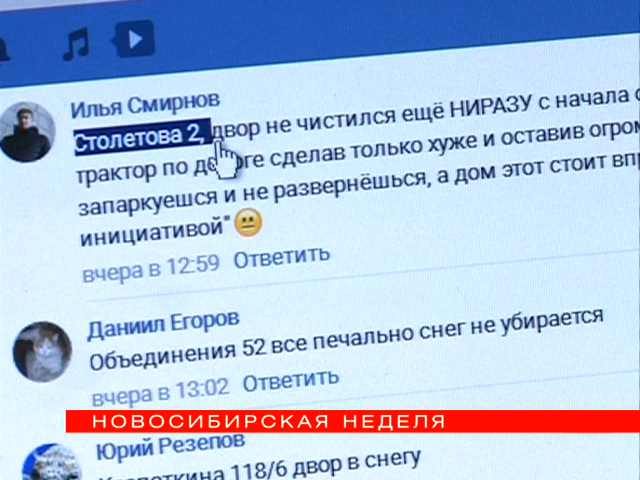 Илья Смирнов
Столетова 2, двор не чистился ещё НИРАЗУ с начала
трактор по сделав только хуже и оставив
запаркуешся и не развернёшься, а дом этот стоит
инициативой"
вчера в 12:59 Ответить
Даниил Егоров
Объединения 52 все печально снег не убирается
вчера в 13:02 Ответить
НОВОСИБИРСКАЯ НЕДЕЛЯ
Юрий Резепов
118/6 двор в снегу